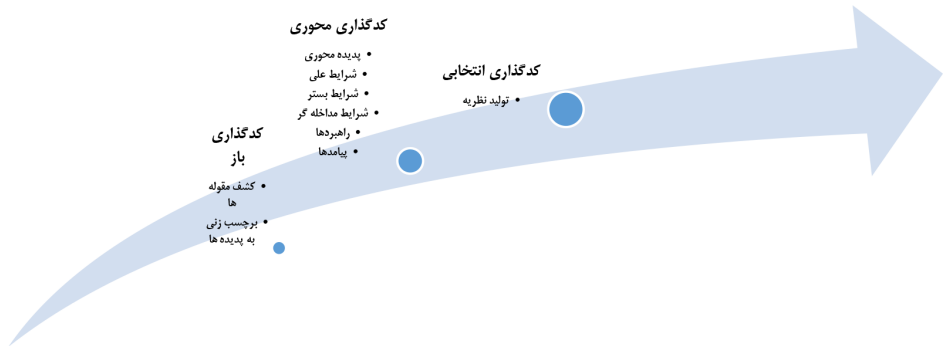 کدگذاری باز
• کشف مقوله
ها
• برچسب زنی
به پدیده ها
کدگذاری محوری
• پدیده محوری
• شرایط علی
• شرایط بستر
• شرایط مداخله گر
• راهبردها
• پیامدها
کدگذاری انتخابی
• تولید نظریه